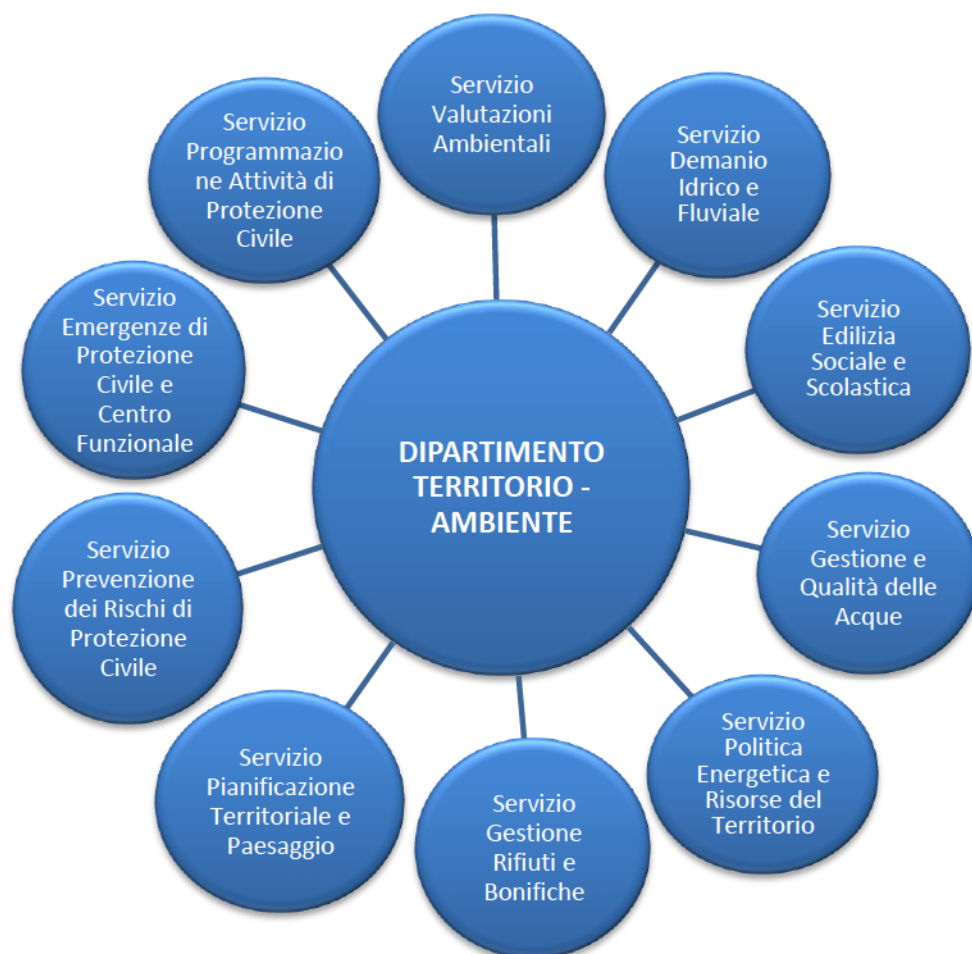 Servizio
Valutazioni
Ambientali
Servizio
Demanio
Idrico e
Fluviale
Servizio
Edilizia
Sociale e
Scolastica
Servizio
Gestione e
Qualità delle
Acque
Servizio
Politica
Energetica e
Risorse del
Territorio
Servizio
Gestione
Rifiuti e
Bonifiche
Servizio
Pianificazione
Territoriale e
Paesaggio
Servizio
Prevenzione
dei Rischi di
Protezione
Civile
Servizio
Emergenze di
Protezione
Civile e
Centro
Funzionale
Servizio
Programmazio
ne Attività di
Protezione
Civile
DIPARTIMENTO
TERRITORIO -
AMBIENTE